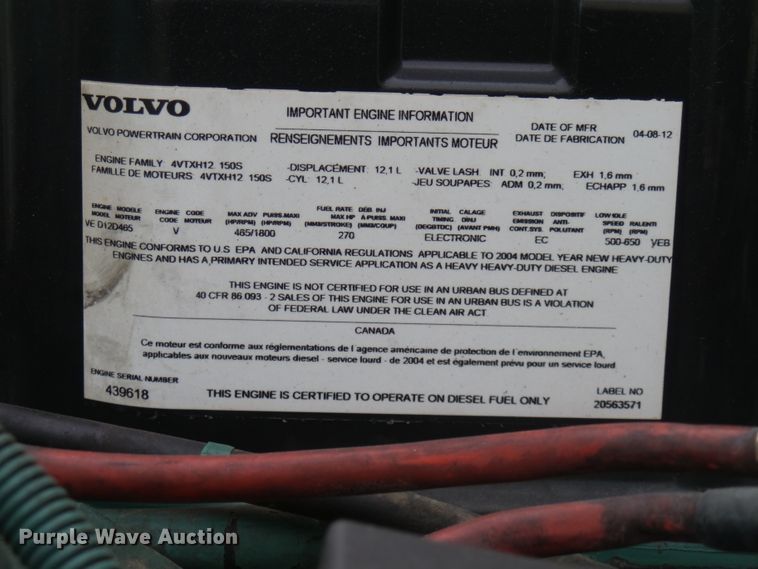 VOLVO
IMPORTANT ENGINE INFORMATION
DATE OF MFR 04-08-12
VOLVO POWERTRAIN CORPORATION
RENSEIGNEMENTS IMPORTANTS MOTEUR
DATE DE FABRICATION
ENGINE FAMILY: 4VTXH12 150S -DISPLACEMENT: 12,1 L -VALVE LASH: INT 0,2 mm; EXH 1,6 mm
FAMILLE DE MOTEURS: 4VTXH12 150S -CYL: 12,1 L -JEU SOUPAPES: ADM 0,2 mm; ECHAPP 1,6 mm
ENGINE MODELE ENGINE CODE MAX ADV PUISS.MAXI FUEL RATE DEB. INJ INITIAL CALAGE EXHAUST DISPOSITIF LOW IDLE
MODEL MOTEUR CODE MOTEUR (HP/RPM) (HP/RPM) MAX HP A PUISS. MAXI TIMING D'INJ EMISSION ANTI- SPEED RALENTI
(MM3/STROKE) (MM3/COUP) (DEGBTDC) (AVANT PMH) CONT.SYS. POLLUTANT (RPM) (RPM)
VE D12D465 V 465/1800 270 ELECTRONIC EC 500-650 VEB
THIS ENGINE CONFORMS TO U.S EPA AND CALIFORNIA REGULATIONS APPLICABLE TO 2004 MODEL YEAR NEW HEAVY-DUTY
ENGINES AND HAS A PRIMARY INTENDED SERVICE APPLICATION AS A HEAVY HEAVY-DUTY DIESEL ENGINE
THIS ENGINE IS NOT CERTIFIED FOR USE IN AN URBAN BUS DEFINED AT
40 CFR 86 093 - 2 SALES OF THIS ENGINE FOR USE IN AN URBAN BUS IS A VIOLATION
OF FEDERAL LAW UNDER THE CLEAN AIR ACT
CANADA
Ce moteur est conforme aux réglementations de l'agence américaine de protection de l'environnement EPA,
applicables aux nouveaux moteurs diesel - service lourd - de 2004 et est également prévu pour un service lourd
ENGINE SERIAL NUMBER
439618
THIS ENGINE IS CERTIFIED TO OPERATE ON DIESEL FUEL ONLY
LABEL NO
20563571
Purple Wave Auction